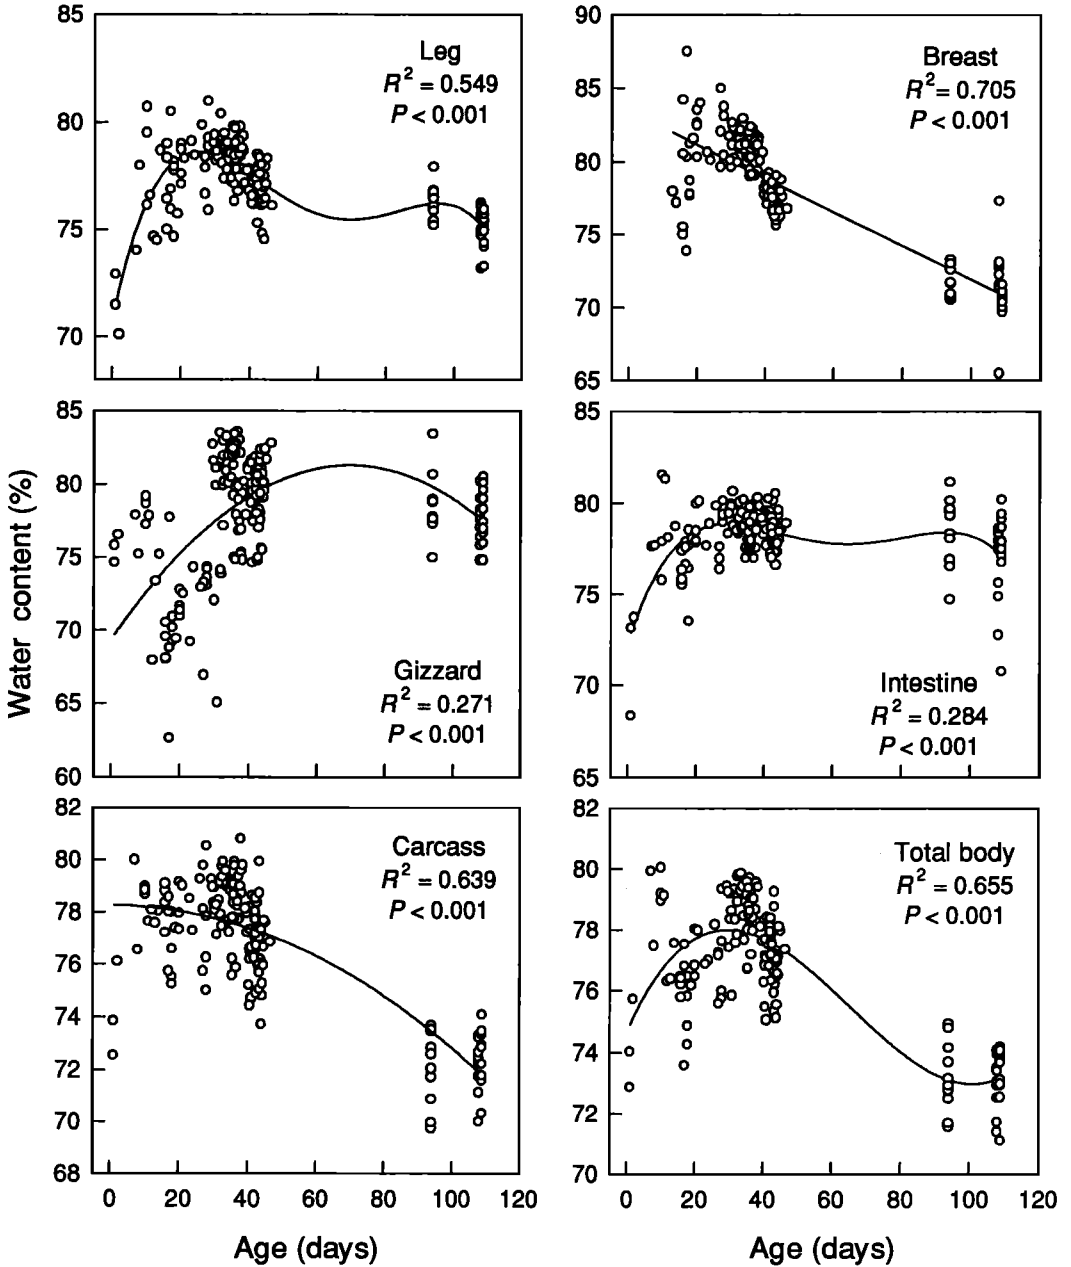 85
80
75
70
Leg
R² = 0.549
P < 0.001
90
85
80
75
70
65
Breast
R² = 0.705
P < 0.001
Water content (%)
85
80
75
70
65
60
Gizzard
R² = 0.271
P < 0.001
85
80
75
70
65
Intestine
R² = 0.284
P < 0.001
82
80
78
76
74
72
70
68
Carcass
R² = 0.639
P < 0.001
0 20 40 60 80 100 120
Age (days)
82
80
78
76
74
72
70
Total body
R² = 0.655
P < 0.001
0 20 40 60 80 100 120
Age (days)